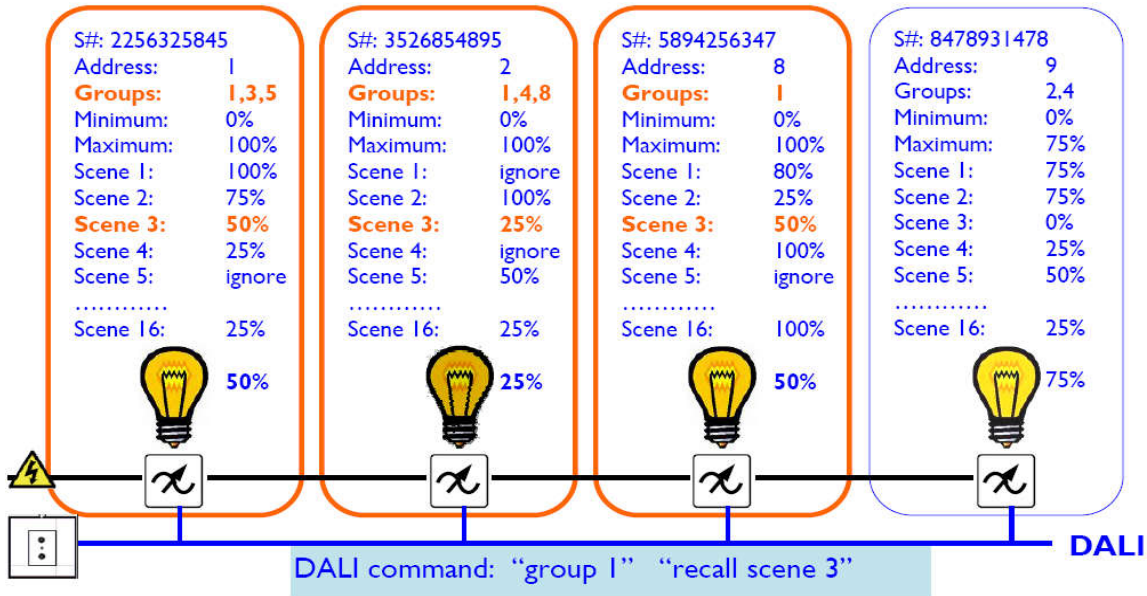 S#: 2256325845
Address: 1
Groups: 1,3,5
Minimum: 0%
Maximum: 100%
Scene 1: 100%
Scene 2: 75%
Scene 3: 50%
Scene 4: 25%
Scene 5: ignore
............
Scene 16: 25%
50%
S#: 3526854895
Address: 2
Groups: 1,4,8
Minimum: 0%
Maximum: 100%
Scene 1: ignore
Scene 2: 100%
Scene 3: 25%
Scene 4: ignore
Scene 5: 50%
............
Scene 16: 25%
25%
S#: 5894256347
Address: 8
Groups: 1
Minimum: 0%
Maximum: 100%
Scene 1: 80%
Scene 2: 25%
Scene 3: 50%
Scene 4: 100%
Scene 5: ignore
............
Scene 16: 100%
50%
S#: 8478931478
Address: 9
Groups: 2,4
Minimum: 0%
Maximum: 75%
Scene 1: 75%
Scene 2: 75%
Scene 3: 0%
Scene 4: 25%
Scene 5: 50%
............
Scene 16: 25%
75%
DALI
DALI command: “group 1” “recall scene 3”